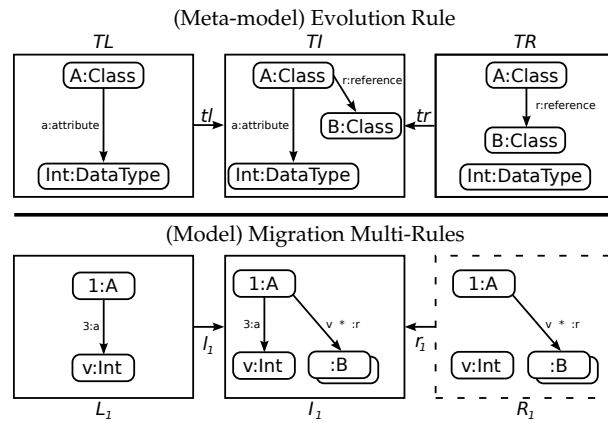 (Meta-model) Evolution Rule
TL TI TR
A:Class A:Class A:Class
r:reference
r:reference
a:attribute tl a:attribute tr
B:Class B:Class
Int:DataType Int:DataType Int:DataType
(Model) Migration Multi-Rules
1:A 1:A 1:A
3:a 3:a v * :r v * :r
l₁ r₁
v:Int v:Int :B v:Int :B
L₁ I₁ R₁